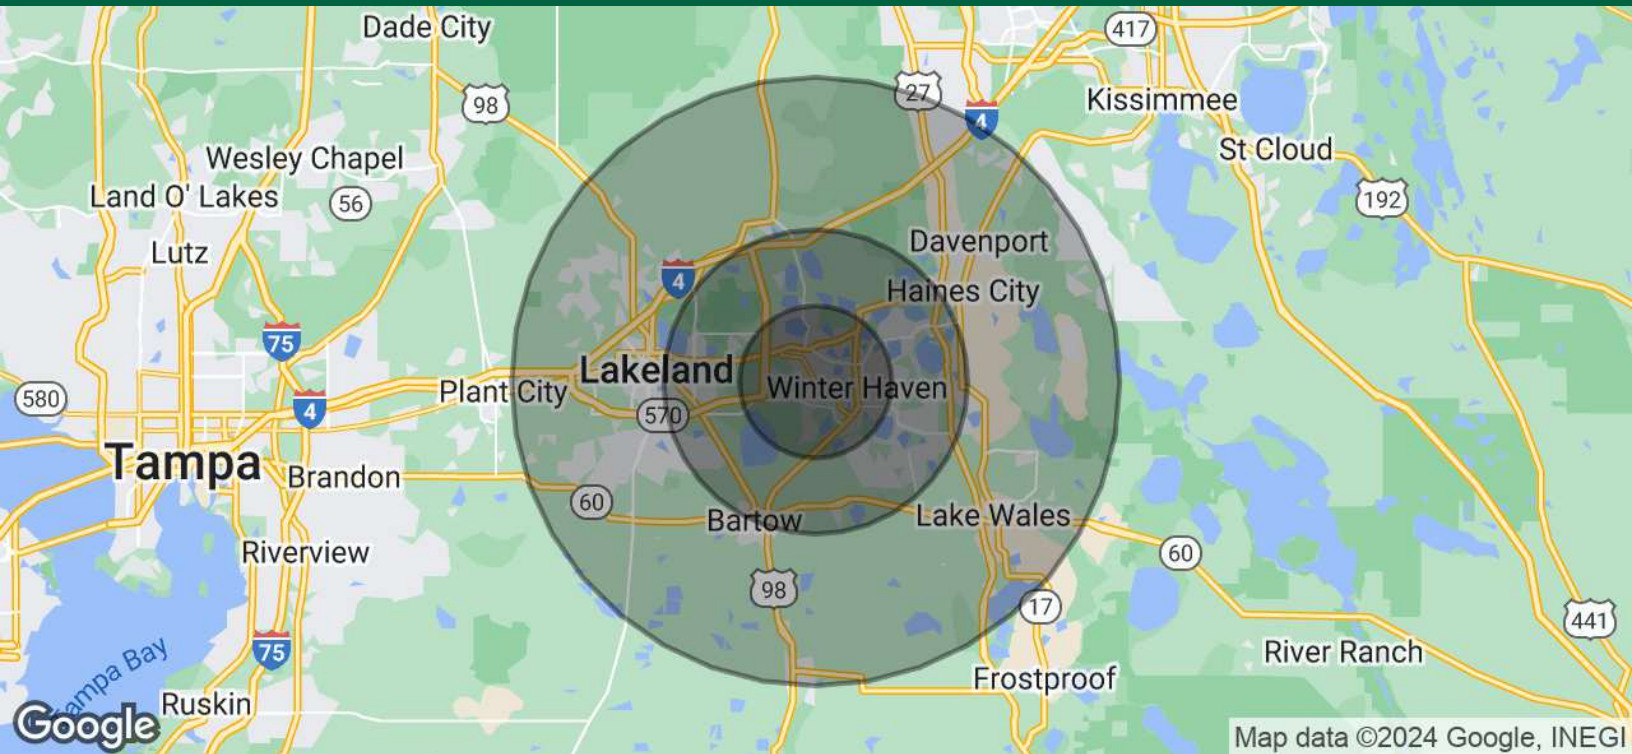 Dade City
417
98
27
Kissimmee
4
St Cloud
Wesley Chapel
Land O' Lakes
56
192
Lutz
Davenport
4
Haines City
75
Lakeland
Plant City
Winter Haven
580
4
570
Tampa
Brandon
60
Bartow
Lake Wales
Riverview
60
98
17
441
75
River Ranch
Tampa Bay
Frostproof
Ruskin
Google
Map data ©2024 Google, INEGI